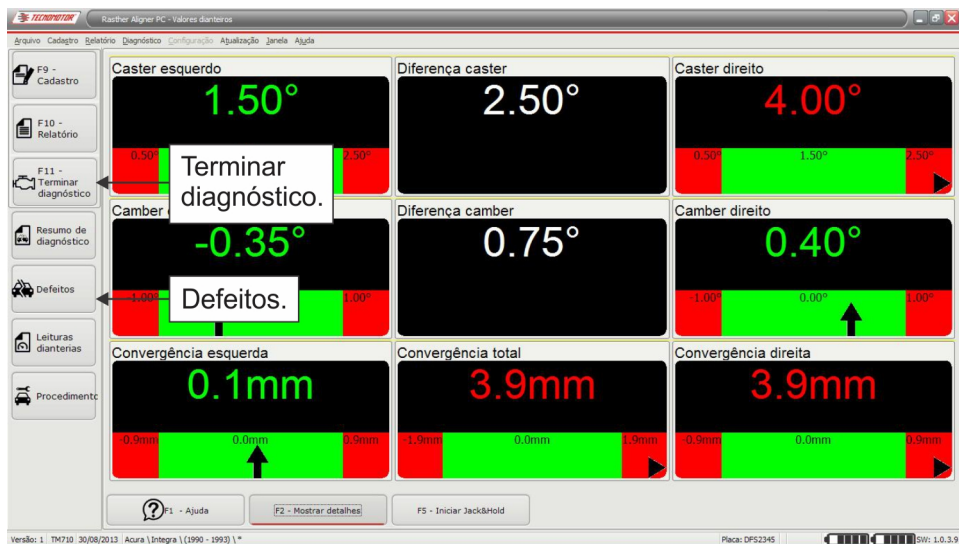 TECNOMOTOR
Rasther Aligner PC - Valores dianteiros
Arquivo Cadastro Relatório Diagnóstico Configuração Atualização Janela Ajuda
F9 -
Cadastro
F10 -
Relatório
F11 -
Terminar
diagnóstico
Resumo de
diagnóstico
Defeitos
Leituras
dianterias
Procedimento
Caster esquerdo
1.50°
0.50°
2.50°
Diferença caster
2.50°
Caster direito
4.00°
0.50°
1.50°
2.50°
Terminar
diagnóstico.
Camber
-0.35°
-1.00°
1.00°
Diferença camber
0.75°
Camber direito
0.40°
-1.00°
0.00°
1.00°
Defeitos.
Convergência esquerda
0.1mm
-0.9mm
0.0mm
0.9mm
Convergência total
3.9mm
-1.9mm
0.0mm
1.9mm
Convergência direita
3.9mm
-0.9mm
0.0mm
0.9mm
F1 - Ajuda
F2 - Mostrar detalhes
F5 - Iniciar Jack&Hold
Versão: 1 TM710 30/08/2013 Acura \ Integra \ (1990 - 1993) \ "
Placa: DFS2345
SW: 1.0.3.9